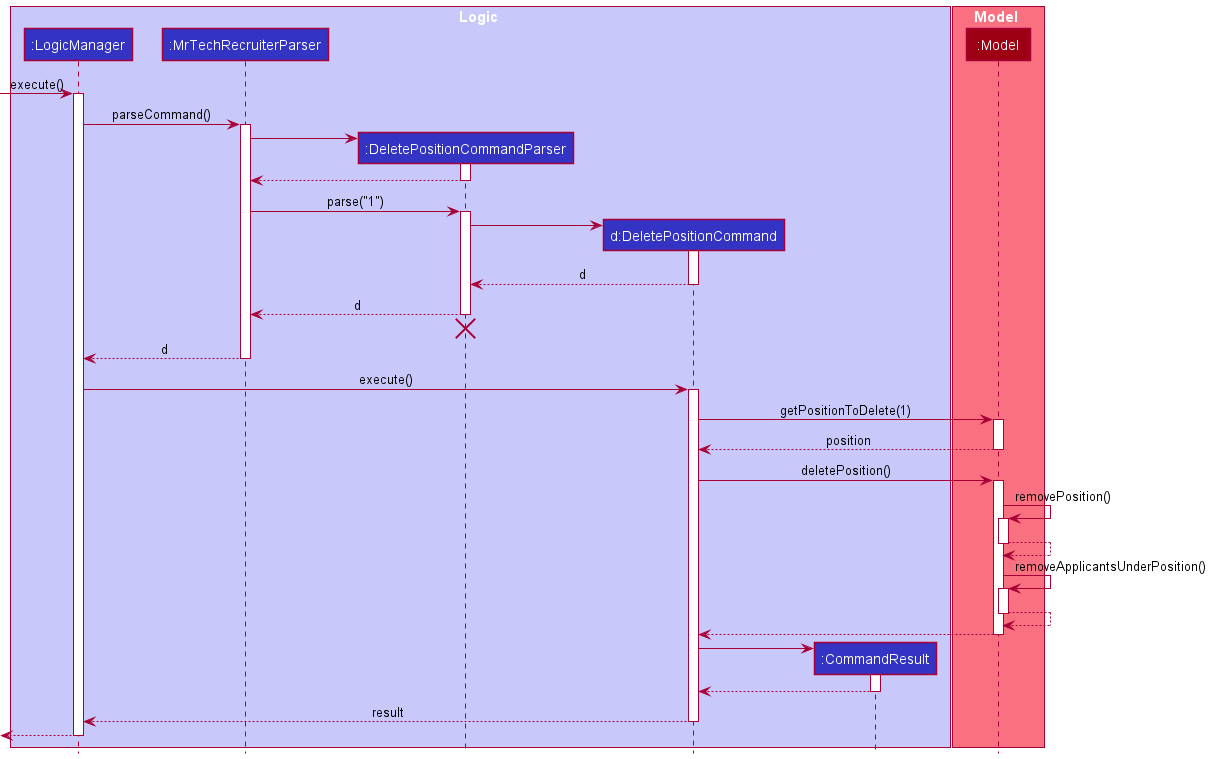 Logic
Model
:LogicManager
:MrTechRecruiterParser
:Model
execute()
parseCommand()
:DeletePositionCommandParser
parse("1")
d:DeletePositionCommand
d
d
d
execute()
getPositionToDelete(1)
position
deletePosition()
removePosition()
removeApplicantsUnderPosition()
:CommandResult
result